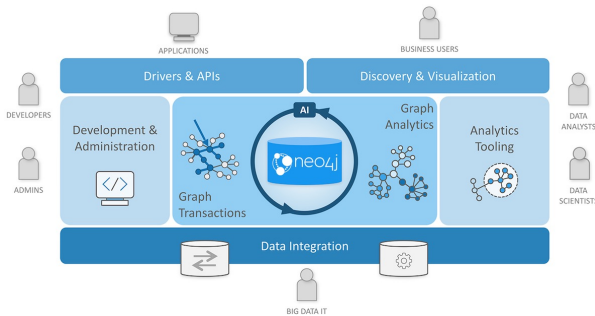 APPLICATIONS
BUSINESS USERS
Drivers & APIs
Discovery & Visualization
DEVELOPERS
ADMINS
Development &
Administration
</>
Graph
Transactions
AI
neo4j
Graph
Analytics
Analytics
Tooling
DATA
ANALYSTS
DATA
SCIENTISTS
Data Integration
BIG DATA IT